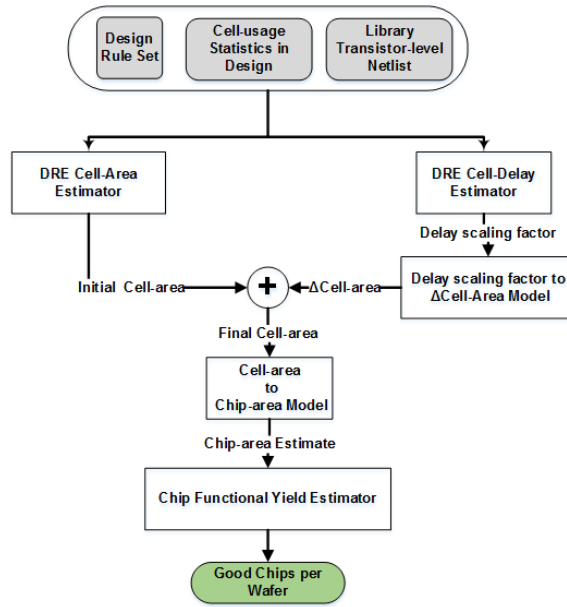 Design
Rule Set
Cell-usage
Statistics in
Design
Library
Transistor-level
Netlist
DRE Cell-Area
Estimator
DRE Cell-Delay
Estimator
Delay scaling factor
Initial Cell-area
+
ΔCell-area
Delay scaling factor to
ΔCell-Area Model
Final Cell-area
Cell-area
to
Chip-area Model
Chip-area Estimate
Chip Functional Yield Estimator
Good Chips per
Wafer